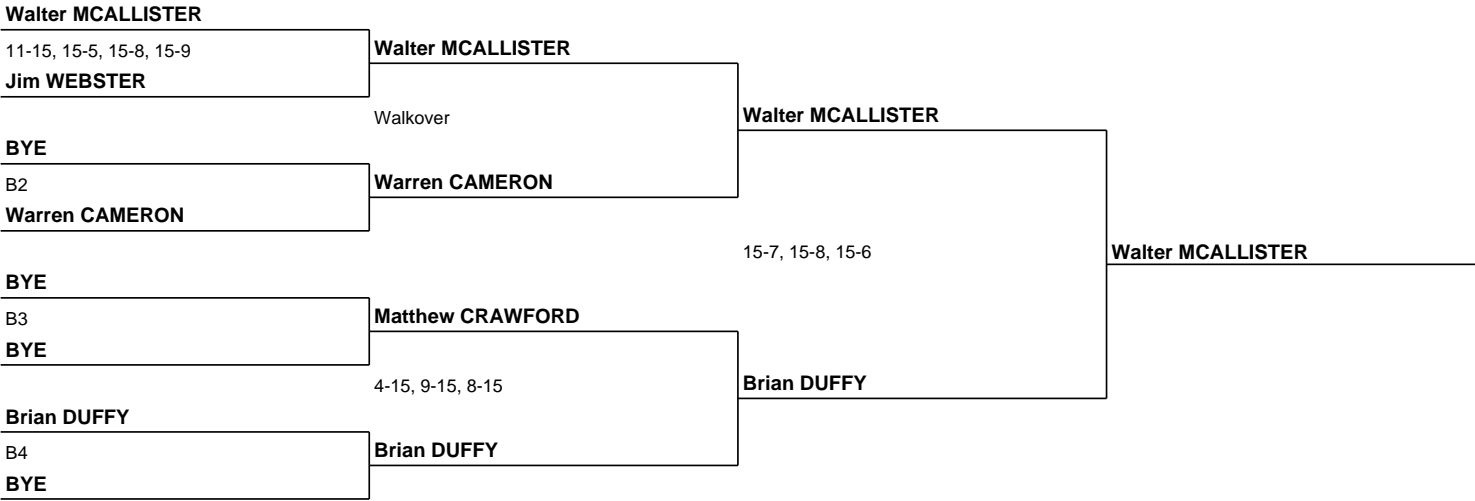 Walter MCALLISTER
11-15, 15-5, 15-8, 15-9
Jim WEBSTER
BYE
B2
Warren CAMERON
BYE
B3
BYE
Brian DUFFY
B4
BYE
Walter MCALLISTER
Walkover
Warren CAMERON
Matthew CRAWFORD
4-15, 9-15, 8-15
Brian DUFFY
Walter MCALLISTER
15-7, 15-8, 15-6
Brian DUFFY
Walter MCALLISTER